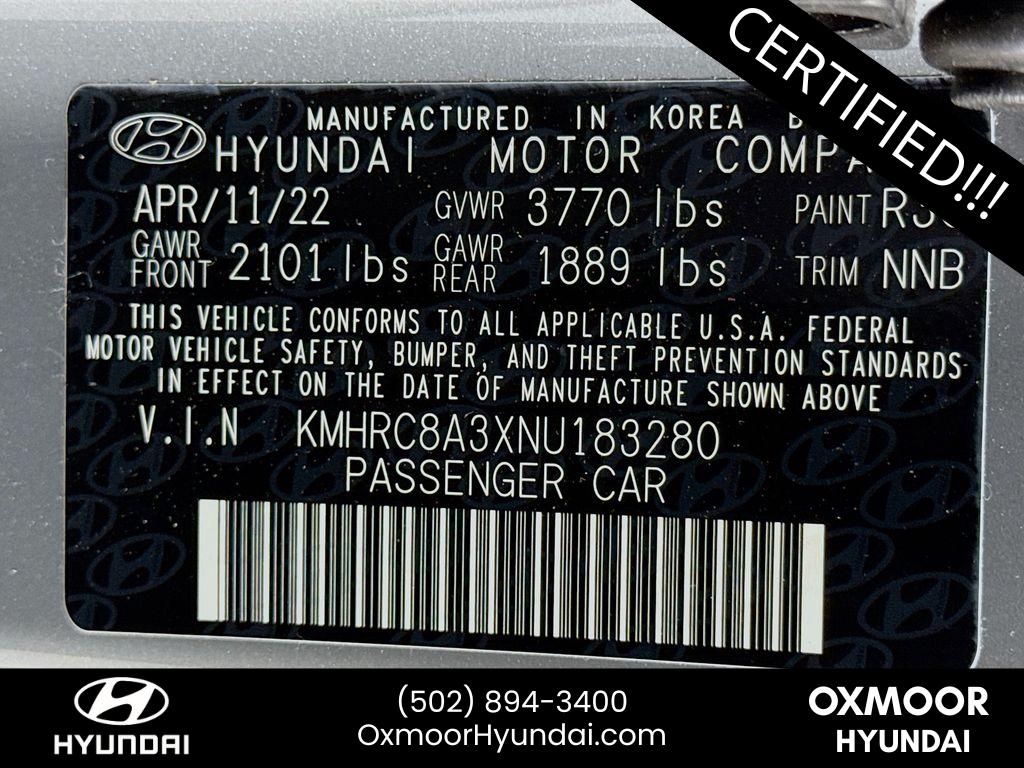 CERTIFIED!!!
MANUFACTURED IN KOREA
HYUNDAI MOTOR
APR/11/22 GVWR 3770 lbs PAINT
GAWR FRONT 2101 lbs GAWR REAR 1889 lbs TRIM NNB
THIS VEHICLE CONFORMS TO ALL APPLICABLE U.S.A. FEDERAL
MOTOR VEHICLE SAFETY, BUMPER, AND THEFT PREVENTION STANDARDS
IN EFFECT ON THE DATE OF MANUFACTURE SHOWN ABOVE
V.I.N KMHRC8A3XNU183280
PASSENGER CAR
HYUNDAI
(502) 894-3400
OxmoorHyundai.com
OXMOOR
HYUNDAI